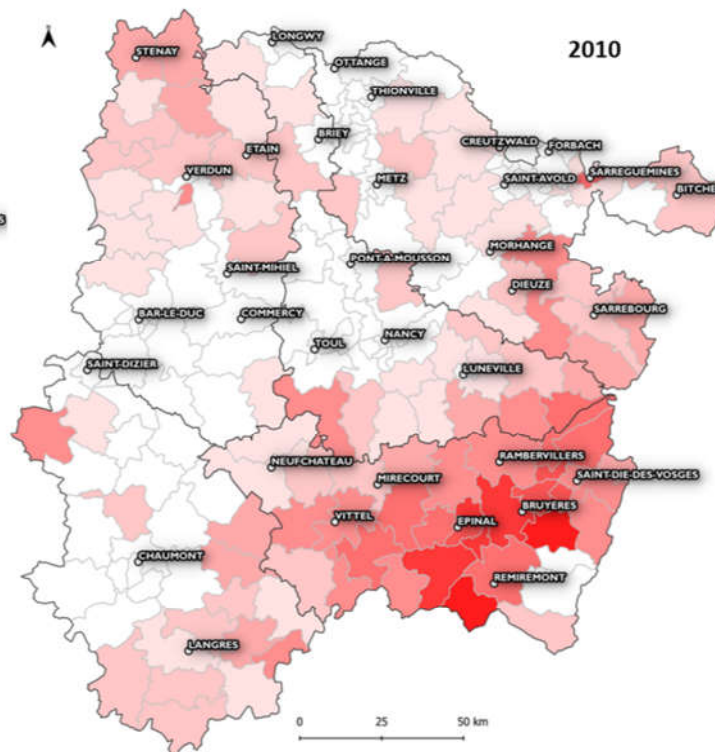 LONGWY
2010
STENAY
OTTANGE
THIONVILLE
BRIEY
CREUTZWALD
FORBACH
ETAIN
VERDUN
METZ
SAINT-AVOLD
SARREGUEMINES
BITCHE
S
MORHANGE
PONT-A-MOUSSON
SAINT-MIHIEL
DIEUZE
BAR-LE-DUC
COMMERCY
SARREBOURG
NANCY
TOUL
SAINT-DIZIER
LUNEVILLE
NEUFCHATEAU
RAMBERVILLERS
MIRECOURT
SAINT-DIE-DES-VOSGES
VITTEL
BRUYERES
EPINAL
CHAUMONT
REMIREMONT
LANGRES
0 25 50 km